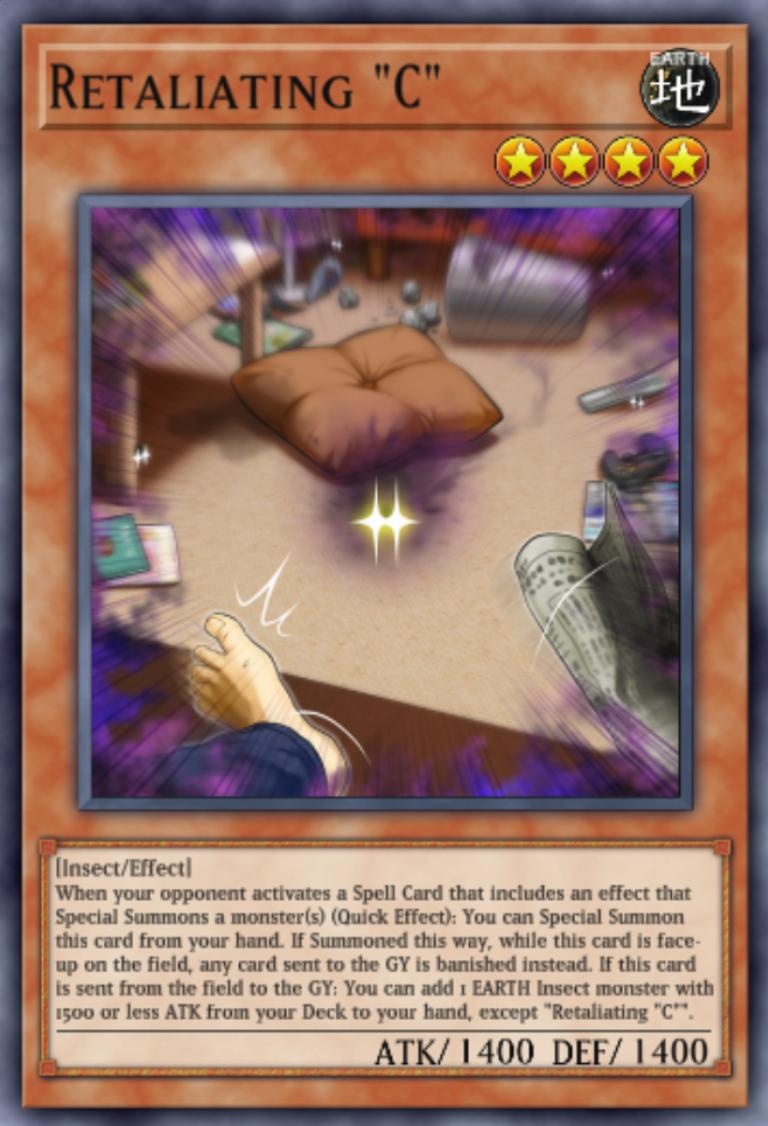 RETALIATING "C"
EARTH
地
[Insect/Effect]
When your opponent activates a Spell Card that includes an effect that
Special Summons a monster(s) (Quick Effect): You can Special Summon
this card from your hand. If Summoned this way, while this card is face-
up on the field, any card sent to the GY is banished instead. If this card
is sent from the field to the GY: You can add 1 EARTH Insect monster with
1500 or less ATK from your Deck to your hand, except "Retaliating "C"".
ATK/ 1400 DEF/ 1400